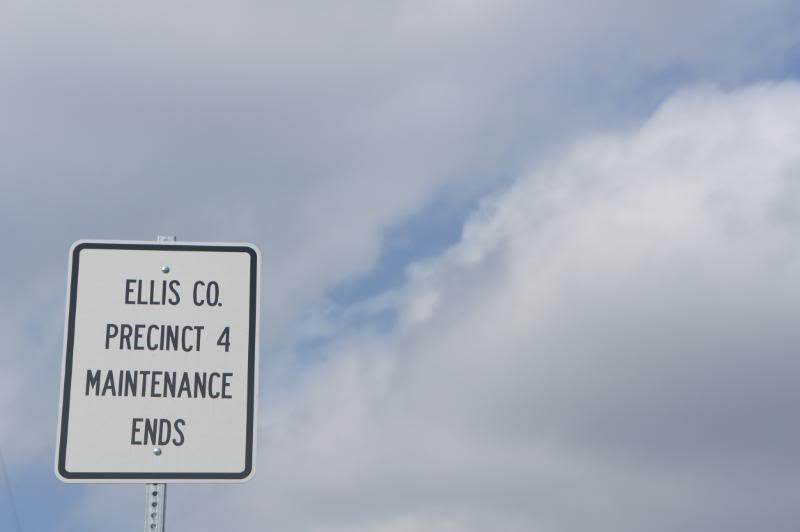 ELLIS CO.
PRECINCT 4
MAINTENANCE
ENDS